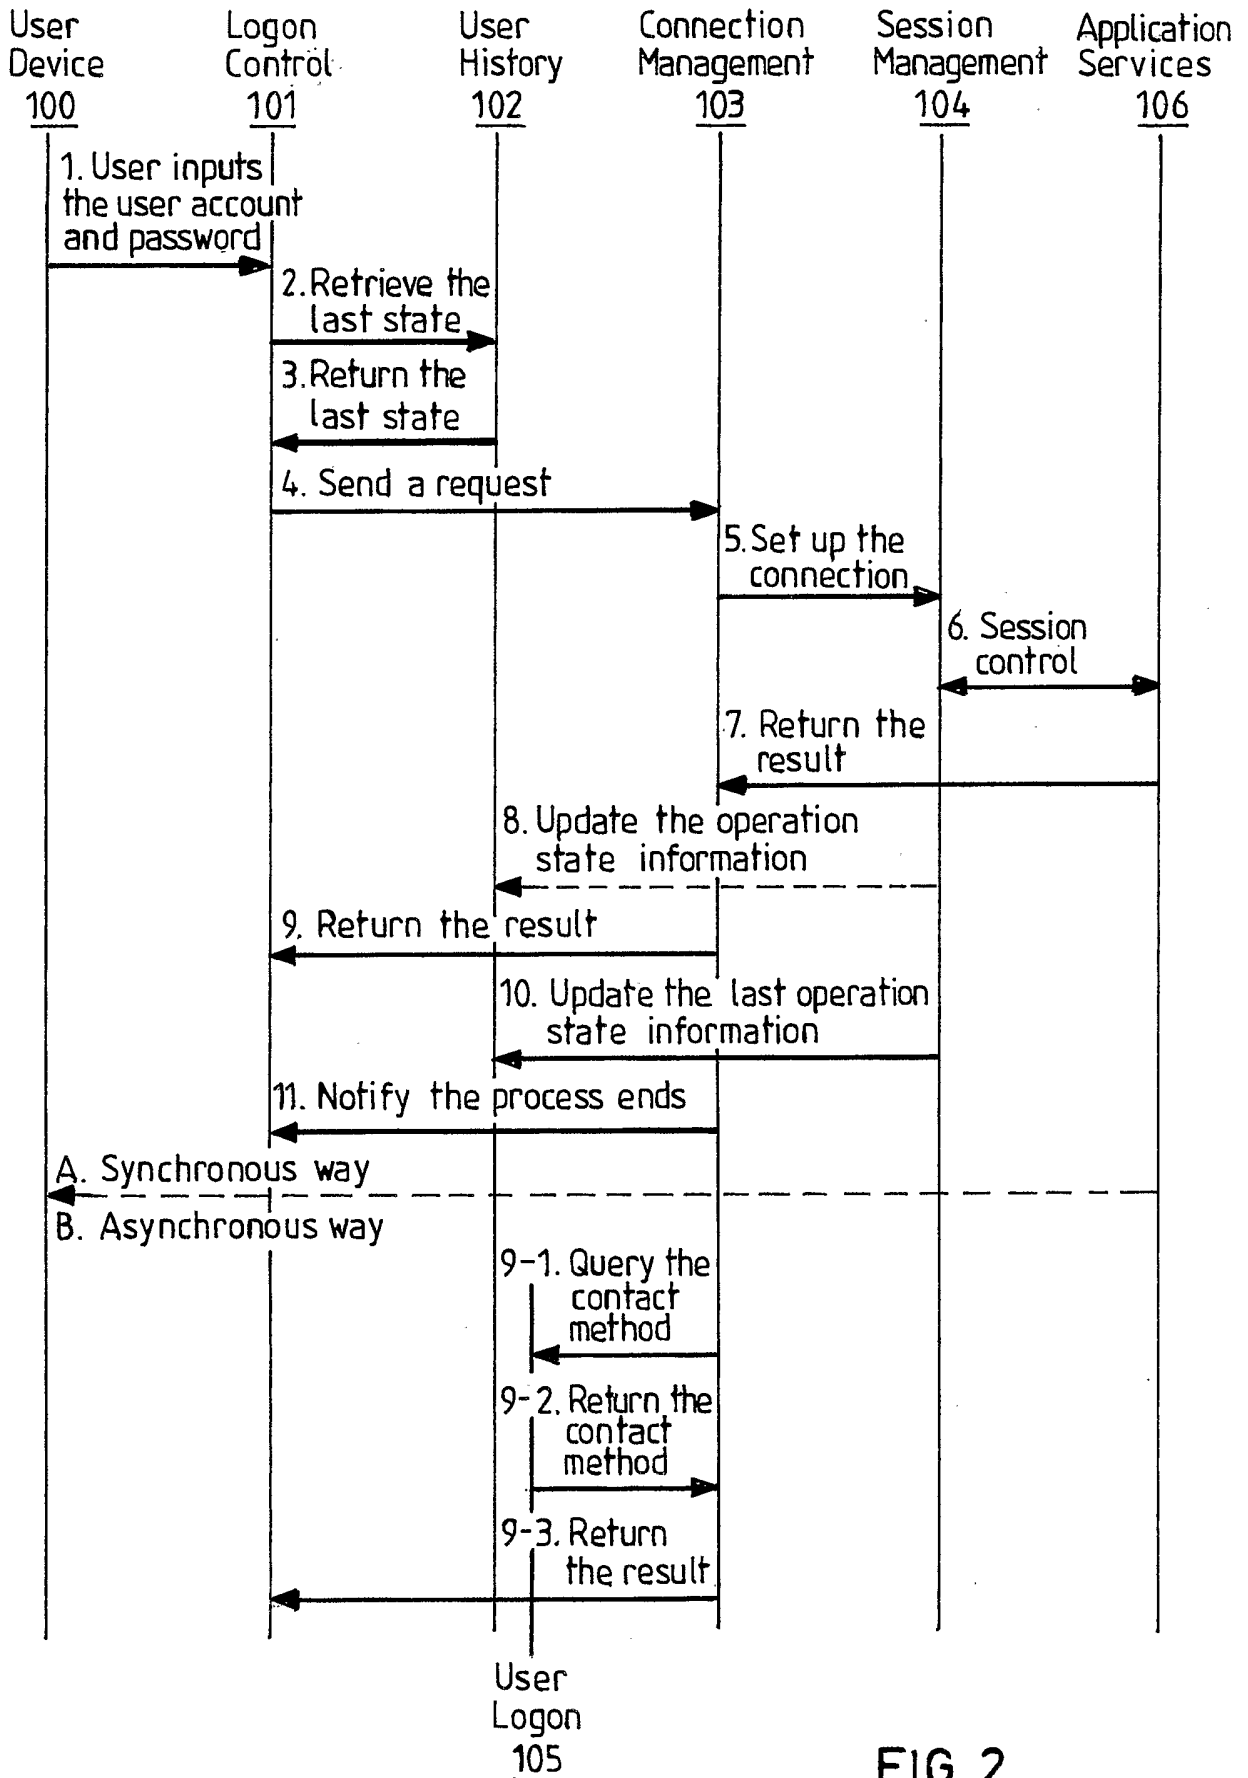 User Device 100
Logon Control 101
User History 102
Connection Management 103
Session Management 104
Application Services 106
1. User inputs
the user account
and password
2. Retrieve the
last state
3. Return the
last state
4. Send a request
5. Set up the
connection
6. Session
control
7. Return the
result
8. Update the operation
state information
9. Return the result
10. Update the last operation
state information
11. Notify the process ends
A. Synchronous way
B. Asynchronous way
9-1. Query the
contact
method
9-2. Return the
contact
method
9-3. Return
the result
User
Logon
105
FIG. 2